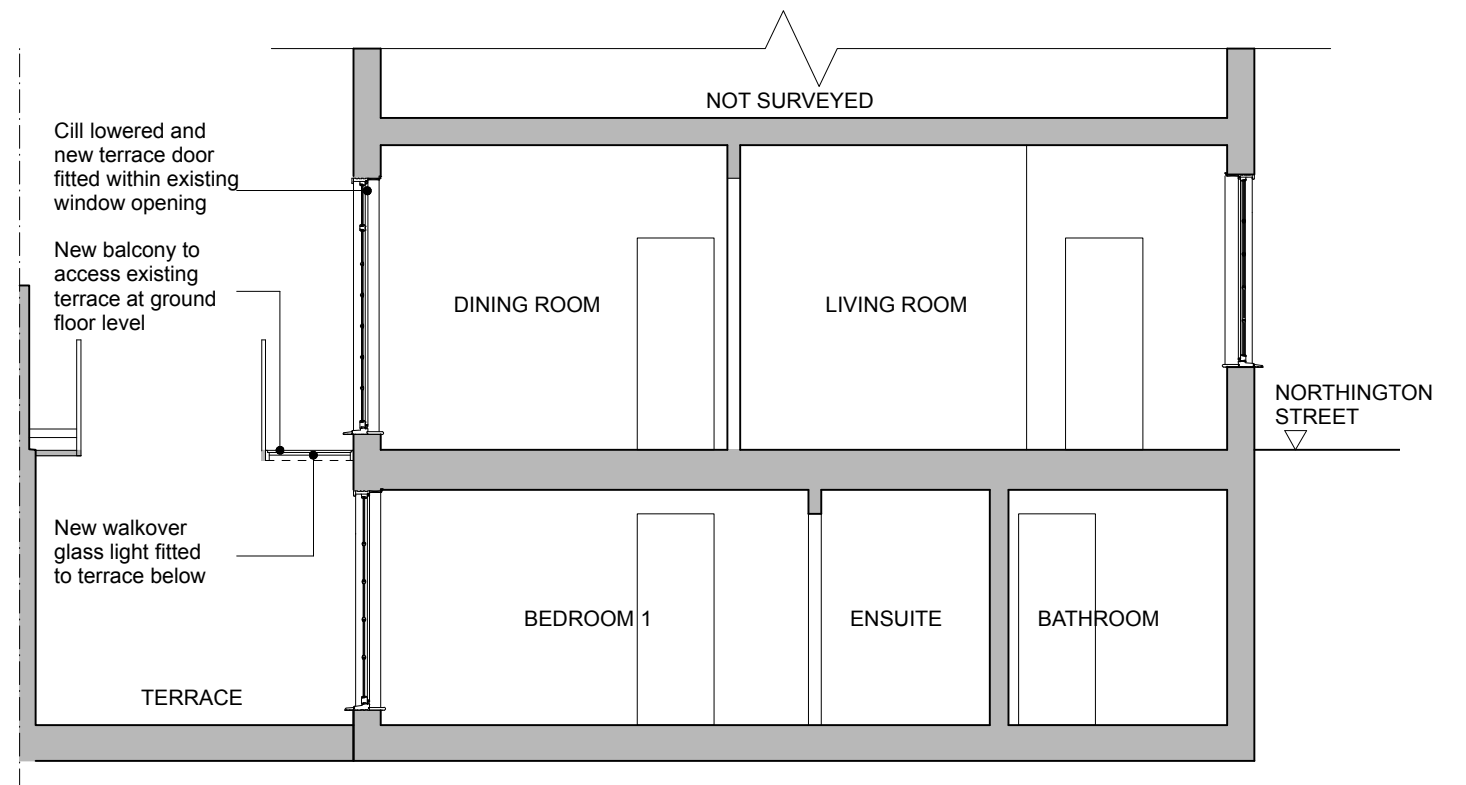 NOT SURVEYED
Cill lowered and
new terrace door
fitted within existing
window opening
New balcony to
access existing
terrace at ground
floor level
DINING ROOM
LIVING ROOM
NORTHINGTON
STREET
New walkover
glass light fitted
to terrace below
BEDROOM 1
ENSUITE
BATHROOM
TERRACE